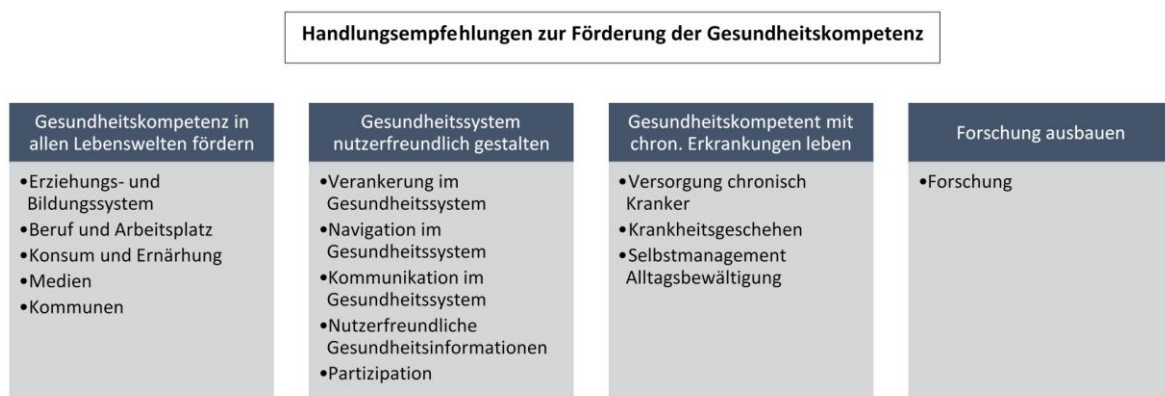 Handlungsempfehlungen zur Förderung der Gesundheitskompetenz
Gesundheitskompetenz in
allen Lebenswelten fördern
•Erziehungs- und
Bildungssystem
•Beruf und Arbeitsplatz
•Konsum und Ernärhung
•Medien
•Kommunen
Gesundheitssystem
nutzerfreundlich gestalten
•Verankerung im
Gesundheitssystem
•Navigation im
Gesundheitssystem
•Kommunikation im
Gesundheitssystem
•Nutzerfreundliche
Gesundheitsinformationen
•Partizipation
Gesundheitskompetent mit
chron. Erkrankungen leben
•Versorgung chronisch
Kranker
•Krankheitsgeschehen
•Selbstmanagement
Alltagsbewältigung
Forschung ausbauen
•Forschung